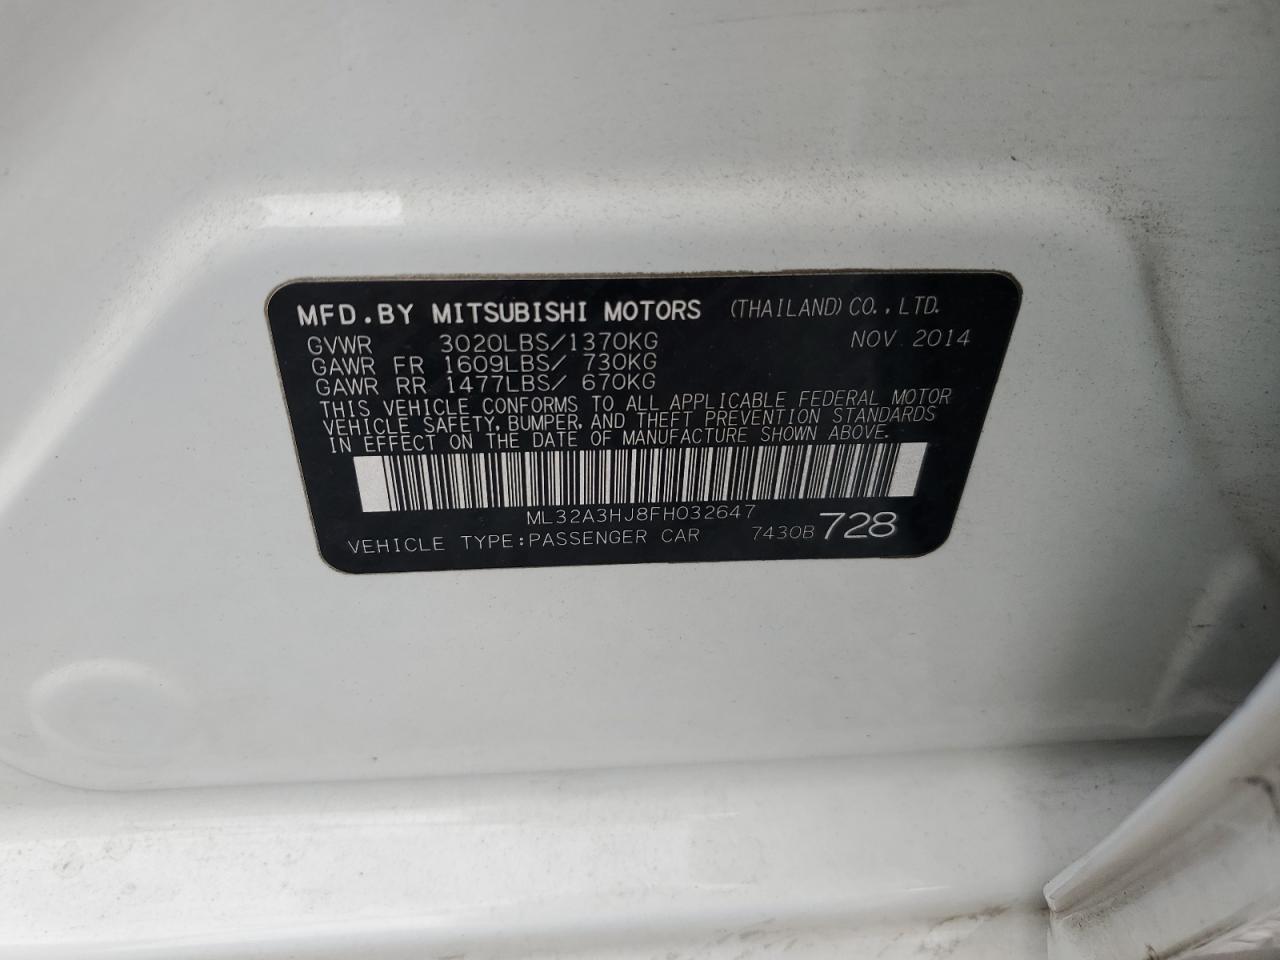 MFD.BY MITSUBISHI MOTORS (THAILAND) CO., LTD.
GVWR 3020LBS/1370KG NOV. 2014
GAWR FR 1609LBS/ 730KG
GAWR RR 1477LBS/ 670KG
THIS VEHICLE CONFORMS TO ALL APPLICABLE FEDERAL MOTOR
VEHICLE SAFETY, BUMPER, AND THEFT PREVENTION STANDARDS
IN EFFECT ON THE DATE OF MANUFACTURE SHOWN ABOVE.
ML32A3HJ8FH032647
VEHICLE TYPE:PASSENGER CAR 7430B 728